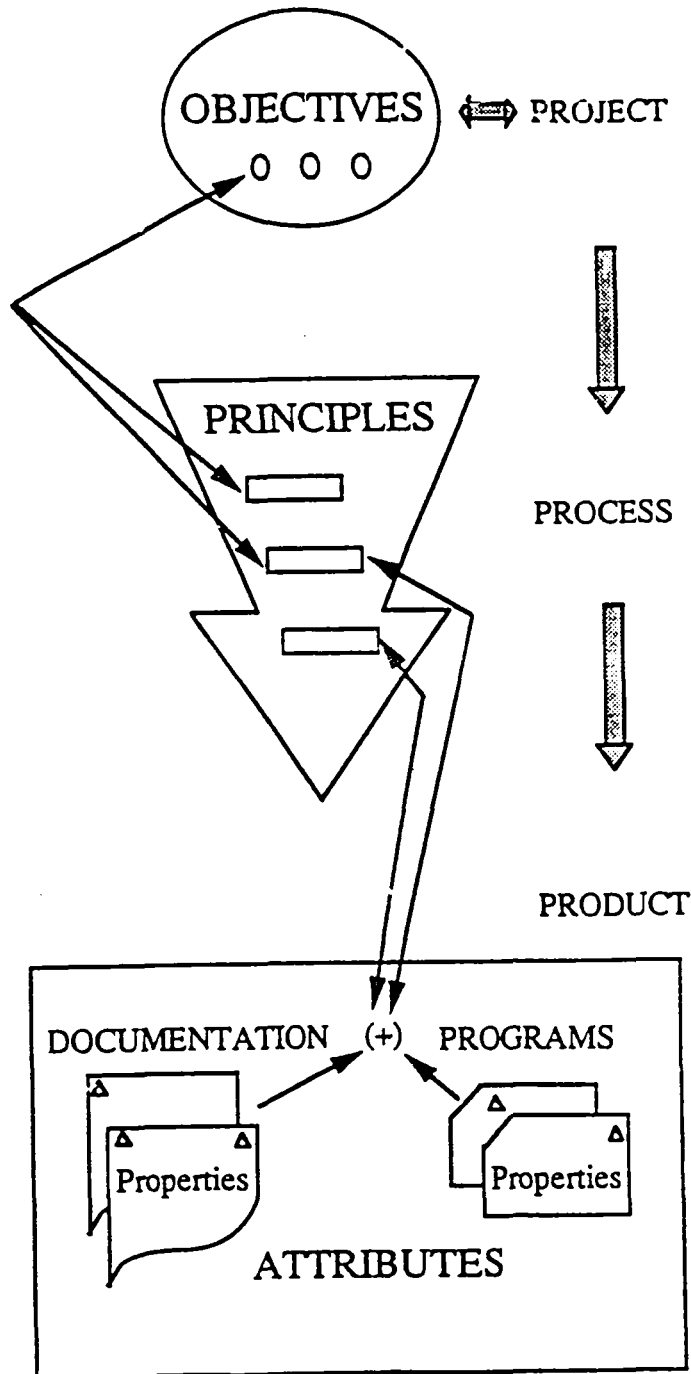 OBJECTIVES
PROJECT
O O O
PRINCIPLES
PROCESS
PRODUCT
DOCUMENTATION (+) PROGRAMS
Properties
Properties
ATTRIBUTES